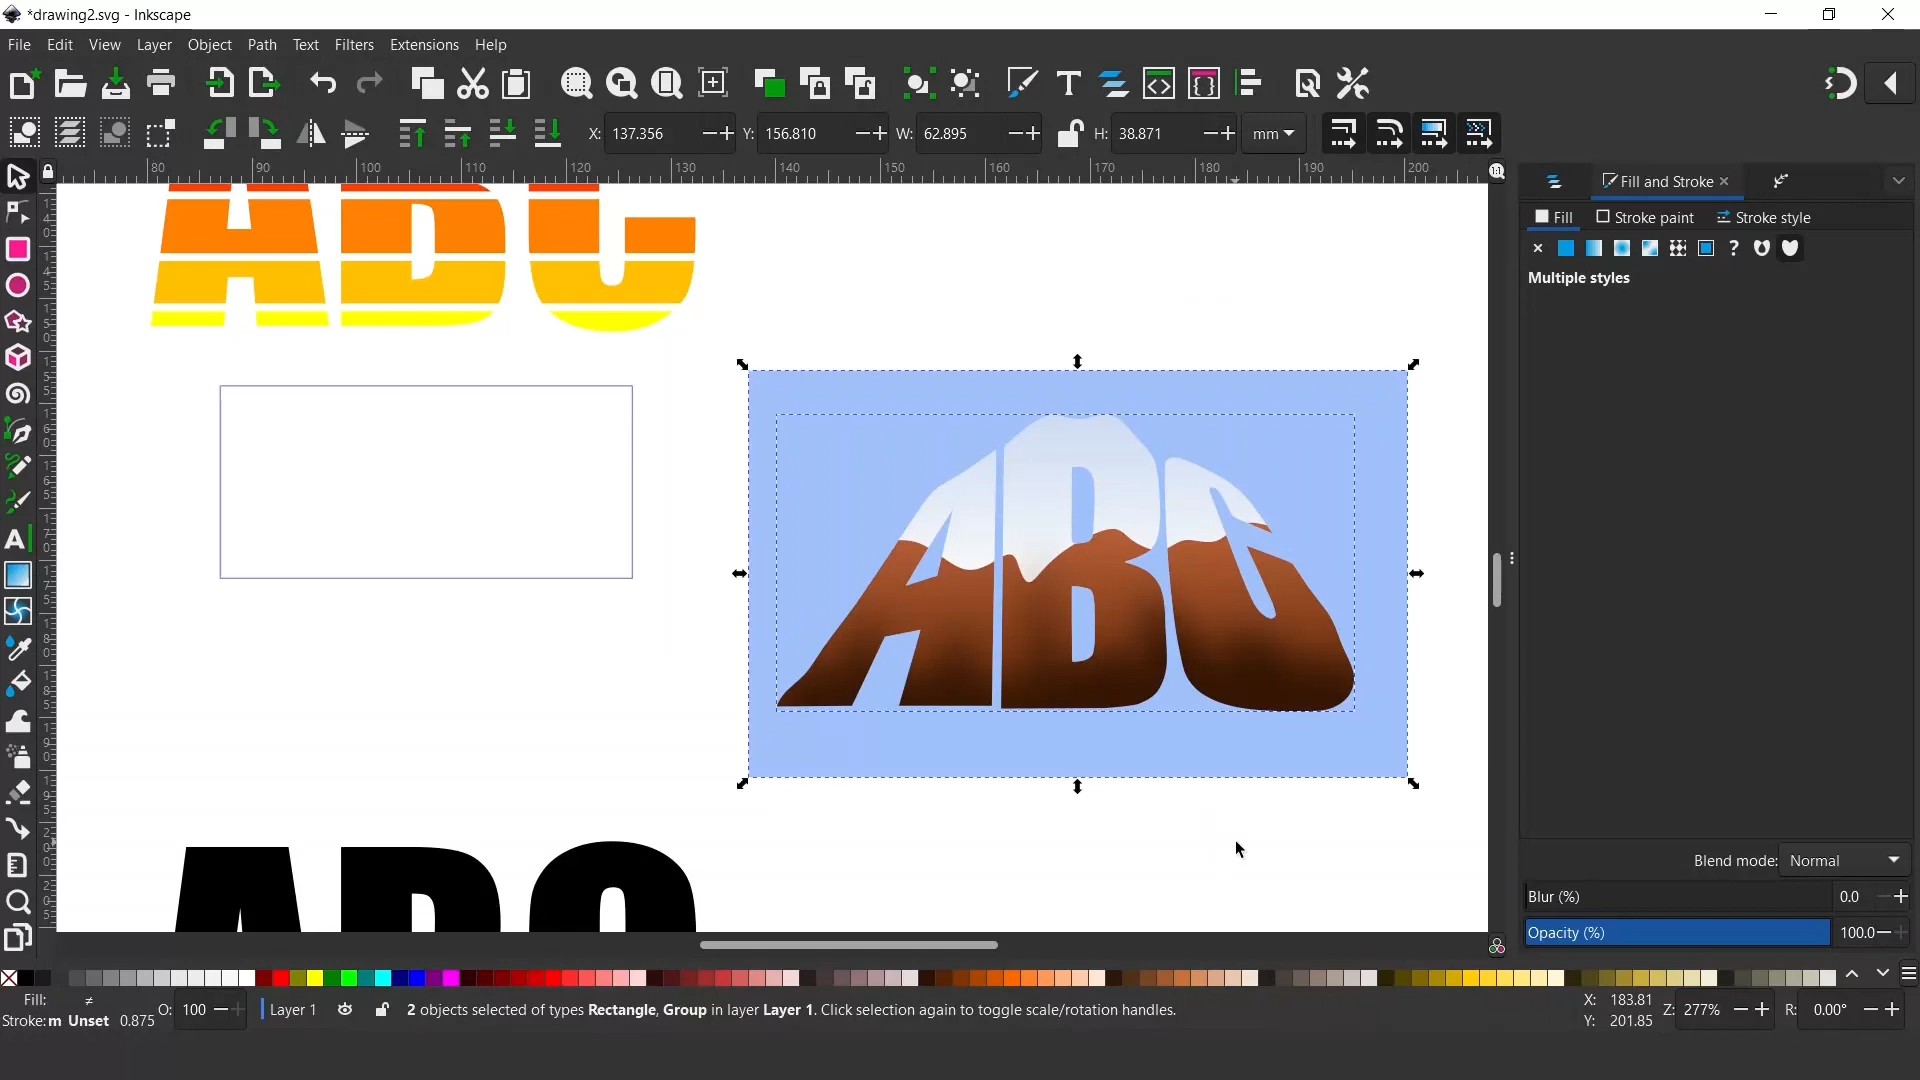 *drawing2.svg - Inkscape
File Edit View Layer Object Path Text Filters Extensions Help
X: 137.356 Y: 156.810 W: 62.895 H: 38.871 mm
80 90 100 110 120 130 140 150 160 170 180 190 200
Fill and Stroke
Fill Stroke paint Stroke style
?
Multiple styles
ABC
ABC
ABC
Blend mode: Normal
Blur (%) 0.0
Opacity (%) 100.0
Fill: ≠ O: 100 Layer 1 2 objects selected of types Rectangle, Group in layer Layer 1. Click selection again to toggle scale/rotation handles. X: 183.81 Z: 277% R: 0.00°
Stroke: m Unset 0.875 Y: 201.85